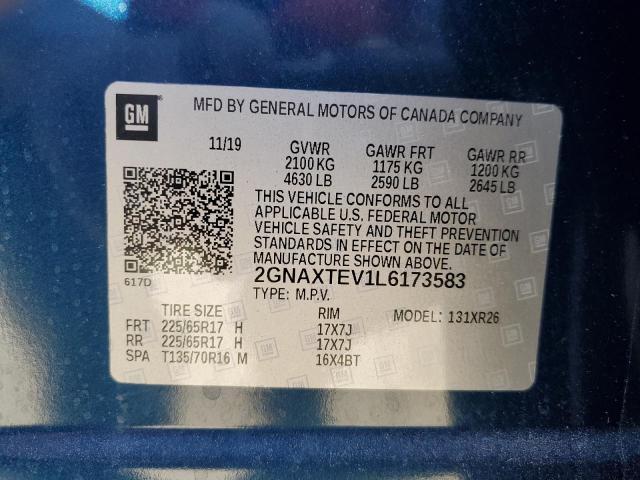 GM
MFD BY GENERAL MOTORS OF CANADA COMPANY
11/19 GVWR GAWR FRT GAWR RR
2100 KG 1175 KG 1200 KG
4630 LB 2590 LB 2645 LB
THIS VEHICLE CONFORMS TO ALL
APPLICABLE U.S. FEDERAL MOTOR
VEHICLE SAFETY AND THEFT PREVENTION
STANDARDS IN EFFECT ON THE DATE OF
MANUFACTURE SHOWN ABOVE.
617D
2GNAXTEV1L6173583
TYPE: M.P.V.
TIRE SIZE RIM MODEL: 131XR26
FRT 225/65R17 H 17X7J
RR 225/65R17 H 17X7J
SPA T135/70R16 M 16X4BT